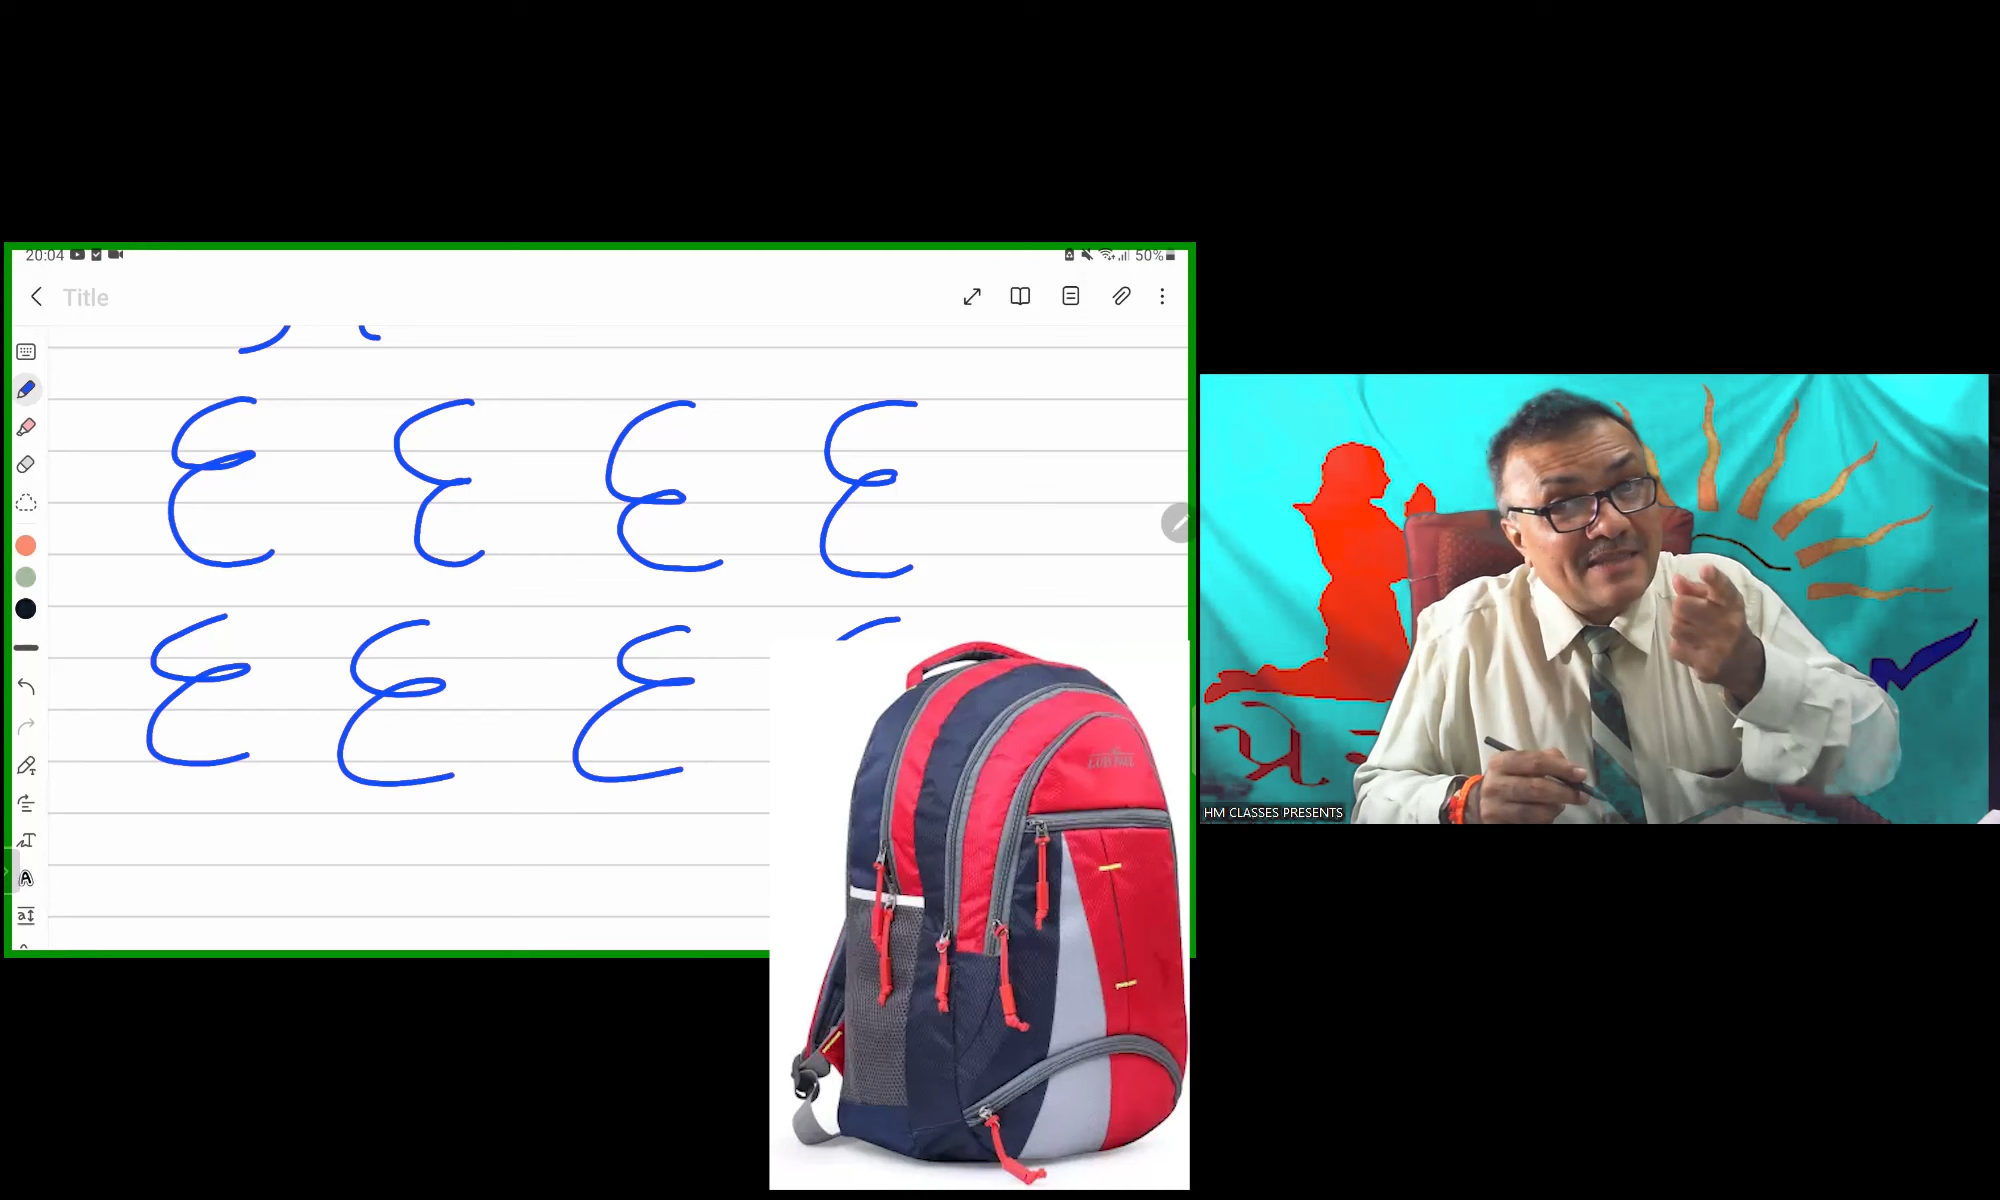 20:04 50%
Title
E E E E
E E E
પ્રે
HM CLASSES PRESENTS